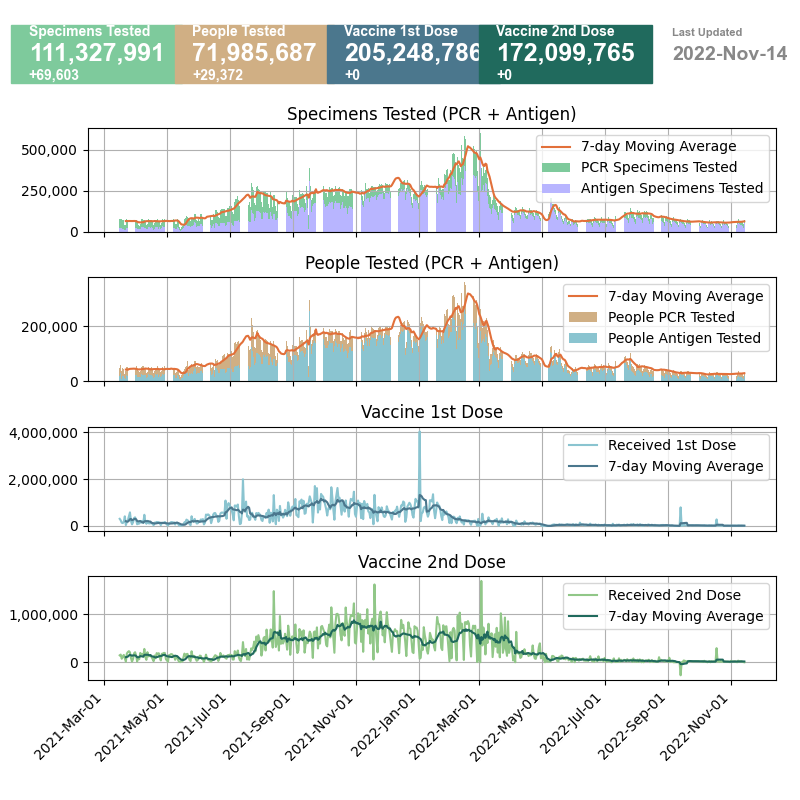 Specimens Tested
111,327,991
+69,603
People Tested
71,985,687
+29,372
Vaccine 1st Dose
205,248,786
+0
Vaccine 2nd Dose
172,099,765
+0
Last Updated
2022-Nov-14
Specimens Tested (PCR + Antigen)
500,000
250,000
0
7-day Moving Average
PCR Specimens Tested
Antigen Specimens Tested
People Tested (PCR + Antigen)
200,000
0
7-day Moving Average
People PCR Tested
People Antigen Tested
Vaccine 1st Dose
4,000,000
2,000,000
0
Received 1st Dose
7-day Moving Average
Vaccine 2nd Dose
1,000,000
0
Received 2nd Dose
7-day Moving Average
2021-Mar-01
2021-May-01
2021-Jul-01
2021-Sep-01
2021-Nov-01
2022-Jan-01
2022-Mar-01
2022-May-01
2022-Jul-01
2022-Sep-01
2022-Nov-01